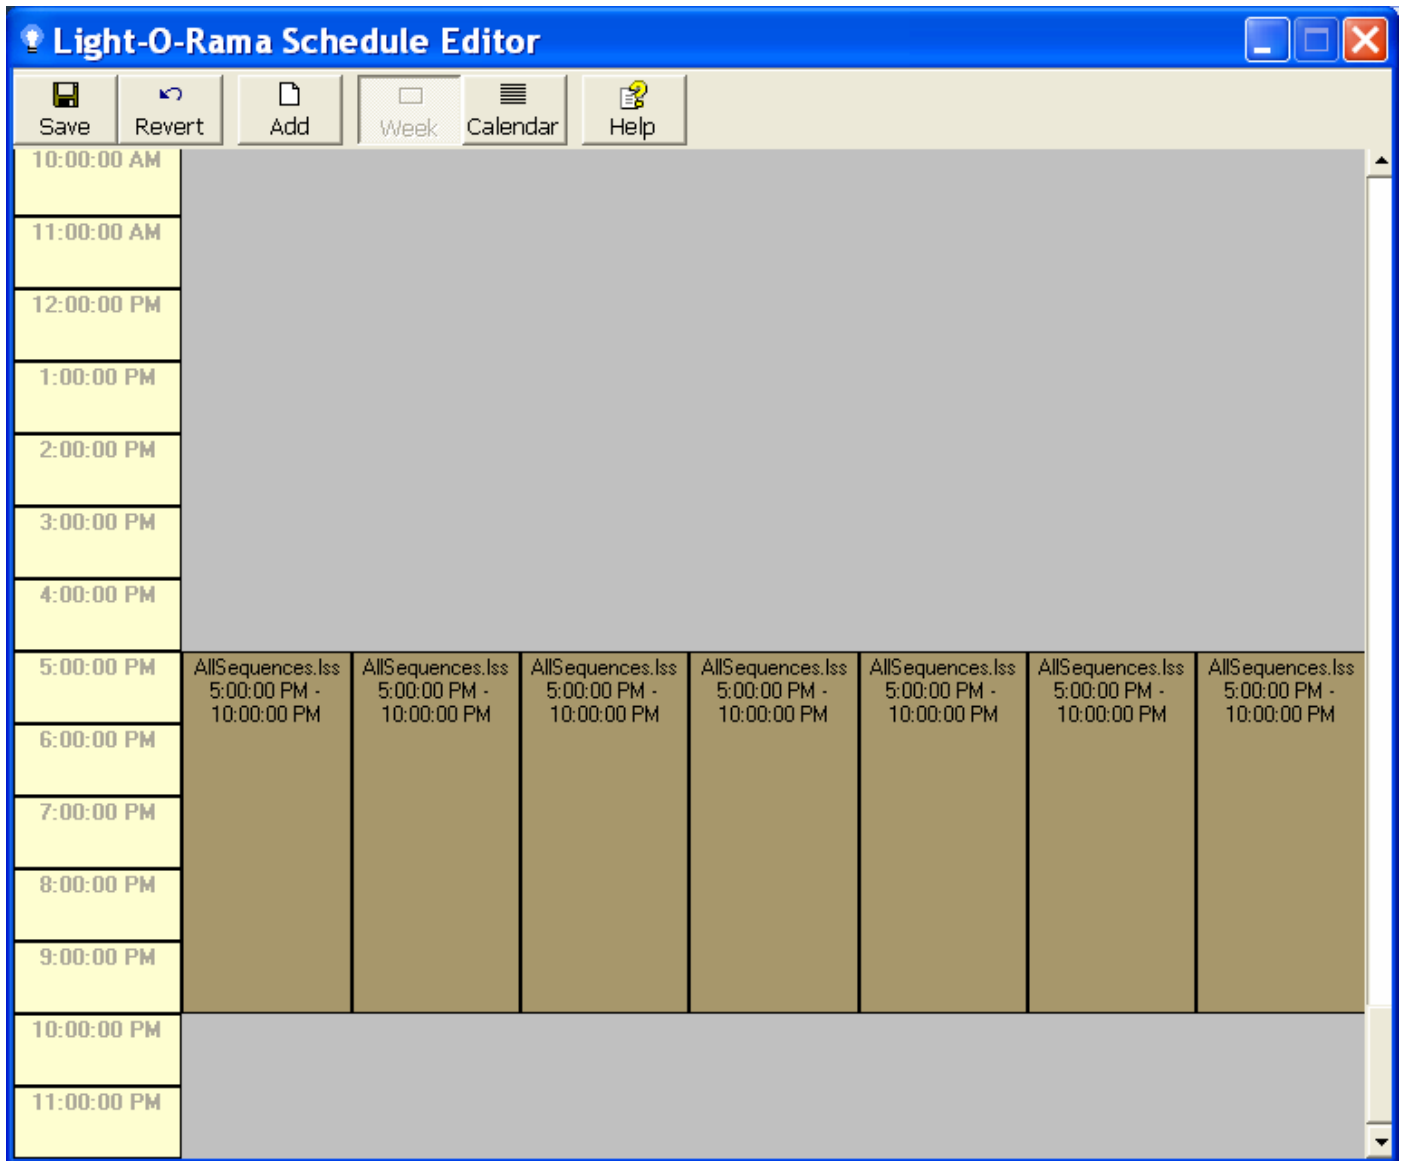 Light-O-Rama Schedule Editor
Save Revert Add Week Calendar Help
10:00:00 AM
11:00:00 AM
12:00:00 PM
1:00:00 PM
2:00:00 PM
3:00:00 PM
4:00:00 PM
5:00:00 PM AllSequences.lss AllSequences.lss AllSequences.lss AllSequences.lss AllSequences.lss AllSequences.lss AllSequences.lss
5:00:00 PM - 5:00:00 PM - 5:00:00 PM - 5:00:00 PM - 5:00:00 PM - 5:00:00 PM - 5:00:00 PM -
10:00:00 PM 10:00:00 PM 10:00:00 PM 10:00:00 PM 10:00:00 PM 10:00:00 PM 10:00:00 PM
6:00:00 PM
7:00:00 PM
8:00:00 PM
9:00:00 PM
10:00:00 PM
11:00:00 PM